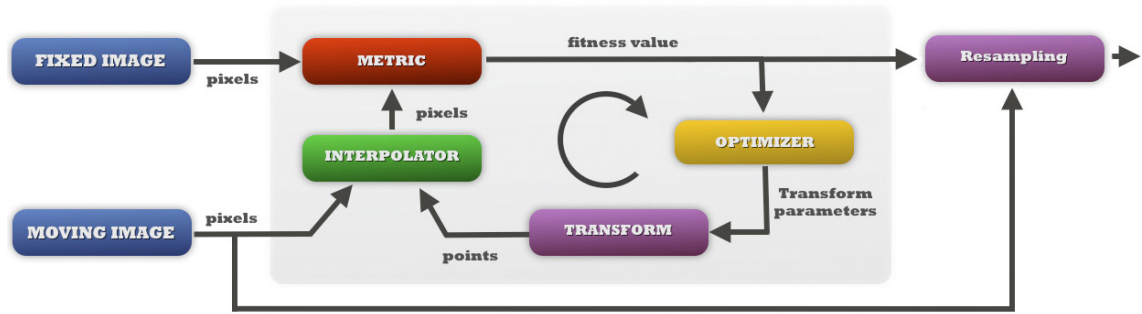 fitness value
FIXED IMAGE
METRIC
Resampling
pixels
pixels
INTERPOLATOR
OPTIMIZER
Transform
parameters
pixels
MOVING IMAGE
TRANSFORM
points